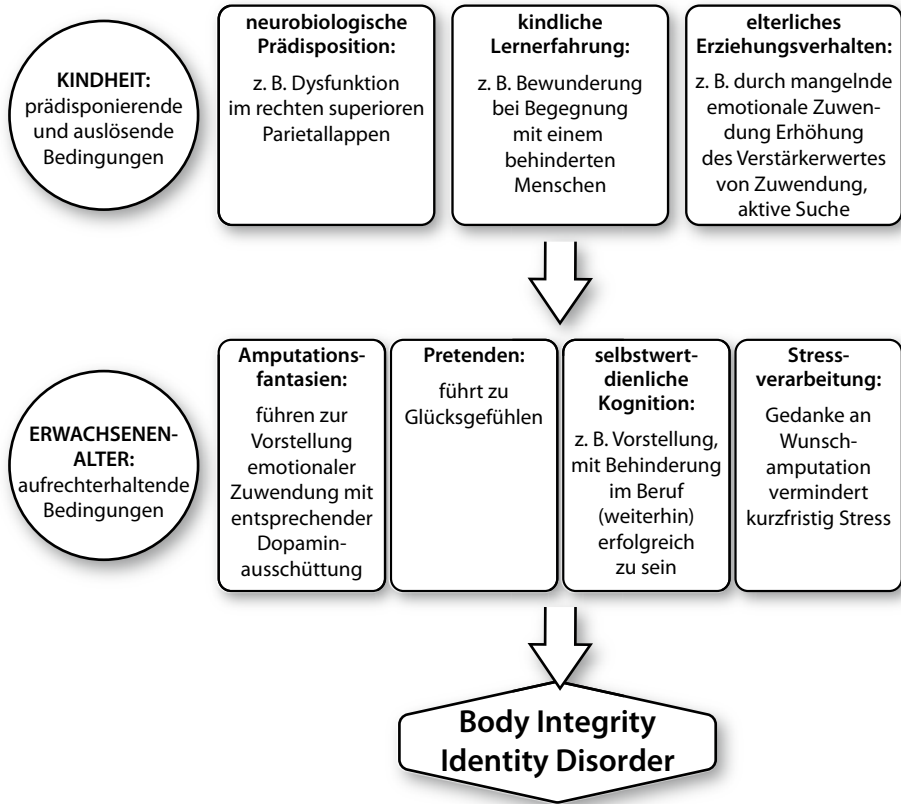 KINDHEIT:
prädisponierende
und auslösende
Bedingungen
neurobiologische
Prädisposition:
z. B. Dysfunktion
im rechten superioren
Parietallappen
kindliche
Lernerfahrung:
z. B. Bewunderung
bei Begegnung
mit einem
behinderten
Menschen
elterliches
Erziehungsverhalten:
z. B. durch mangelnde
emotionale Zuwen-
dung Erhöhung
des Verstärkerwertes
von Zuwendung,
aktive Suche
ERWACHSENEN-
ALTER:
aufrechterhaltende
Bedingungen
Amputations-
fantasien:
führen zur
Vorstellung
emotionaler
Zuwendung mit
entsprechender
Dopamin-
ausschüttung
Pretenden:
führt zu
Glücksgefühlen
selbstwert-
dienliche
Kognition:
z. B. Vorstellung,
mit Behinderung
im Beruf
(weiterhin)
erfolgreich
zu sein
Stress-
verarbeitung:
Gedanke an
Wunsch-
amputation
vermindert
kurzfristig Stress
Body Integrity
Identity Disorder